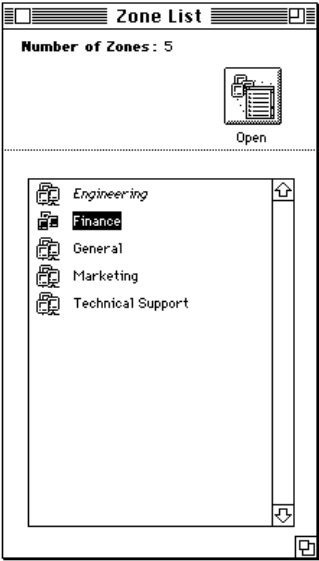 Zone List
Number of Zones: 5
Open
Engineering
Finance
General
Marketing
Technical Support